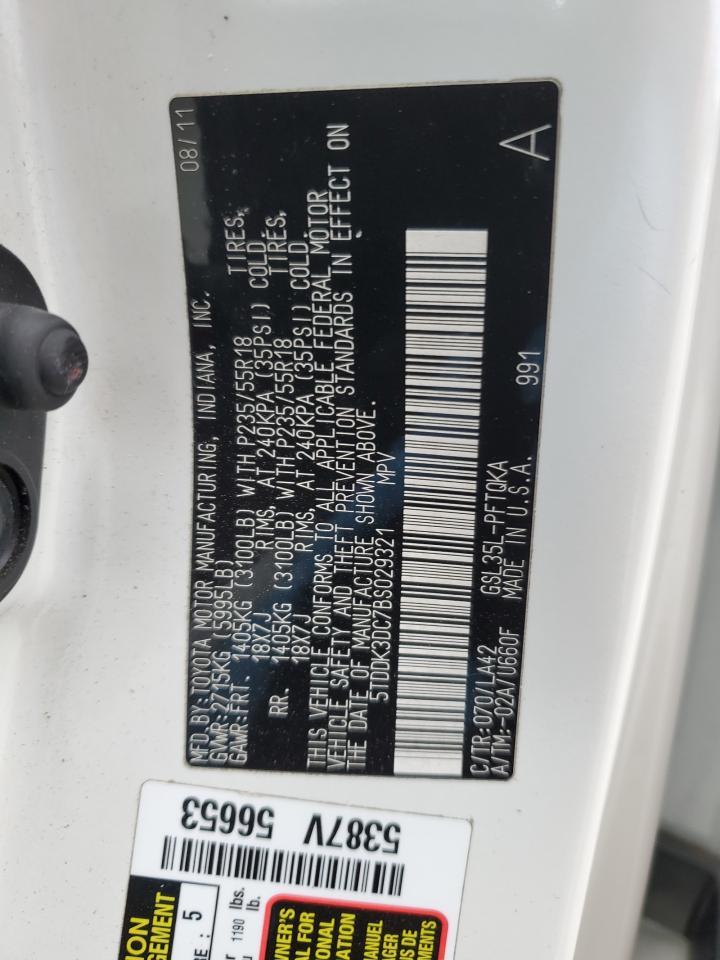 MFD.BY:TOYOTA MOTOR MANUFACTURING, INDIANA, INC. 08/11
GVWR:2715KG (5995LB)
GAWR:FRT. 1405KG (3100LB) WITH P235/55R18 TIRES,
18X7J RIMS, AT 240KPA (35PSI) COLD
RR. 1405KG (3100LB) WITH P235/55R18 TIRES,
18X7J RIMS, AT 240KPA (35PSI) COLD
THIS VEHICLE CONFORMS TO ALL APPLICABLE FEDERAL MOTOR
VEHICLE SAFETY AND THEFT PREVENTION STANDARDS IN EFFECT ON
THE DATE OF MANUFACTURE SHOWN ABOVE.
5TDDK3DC7BS029321 MPV
C/TR:070/LA42 GSL35L-PFTQKA 991 A
A/TM:-02A/U660F MADE IN U.S.A.
5387V 56653
5
1190 lbs.
lb.